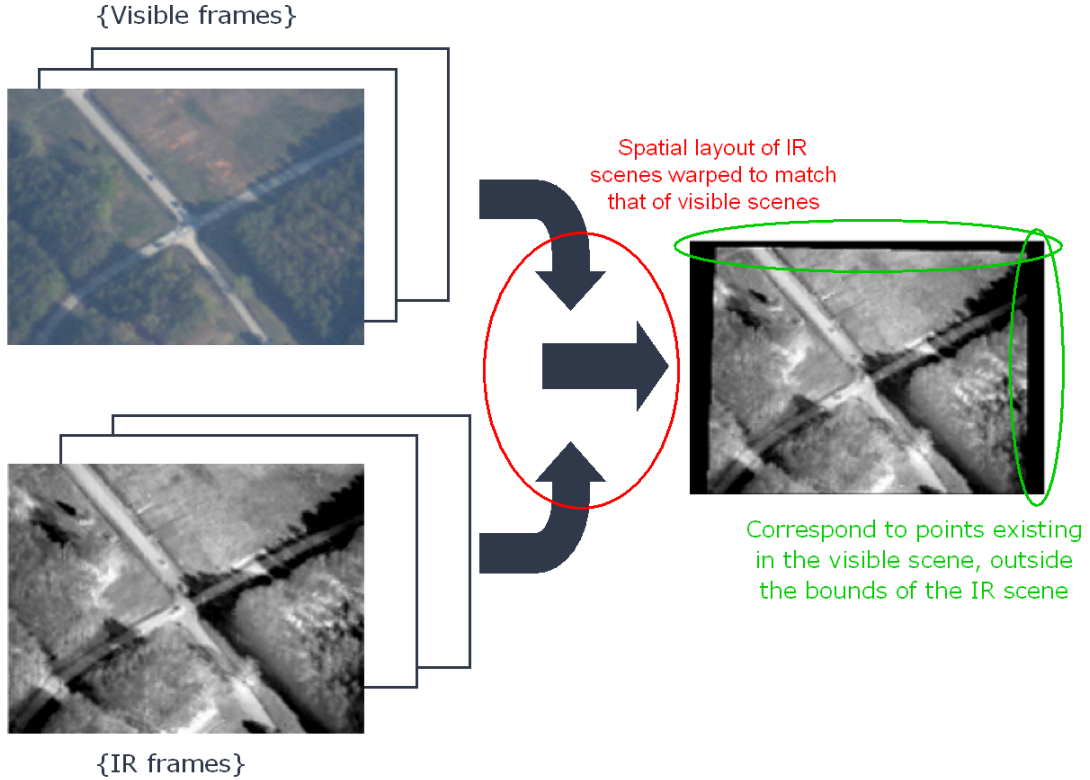 {Visible frames}
Spatial layout of IR
scenes warped to match
that of visible scenes
Correspond to points existing
in the visible scene, outside
the bounds of the IR scene
{IR frames}